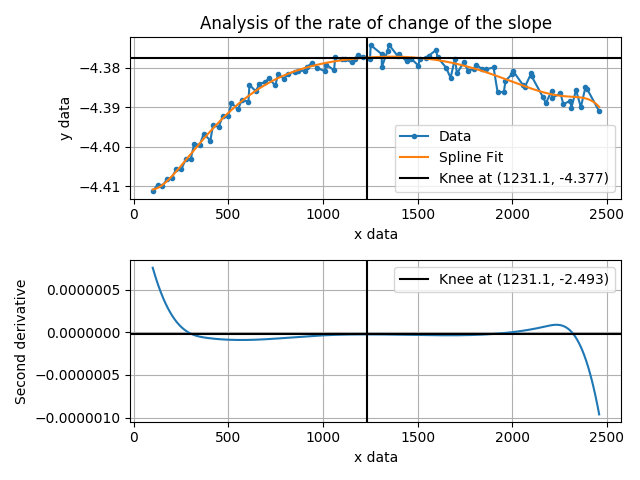 Analysis of the rate of change of the slope
y data
−4.38
−4.39
−4.40
−4.41
Data
Spline Fit
Knee at (1231.1, -4.377)
0 500 1000 1500 2000 2500
x data
Second derivative
0.0000005
0.0000000
−0.0000005
−0.0000010
Knee at (1231.1, -2.493)
0 500 1000 1500 2000 2500
x data